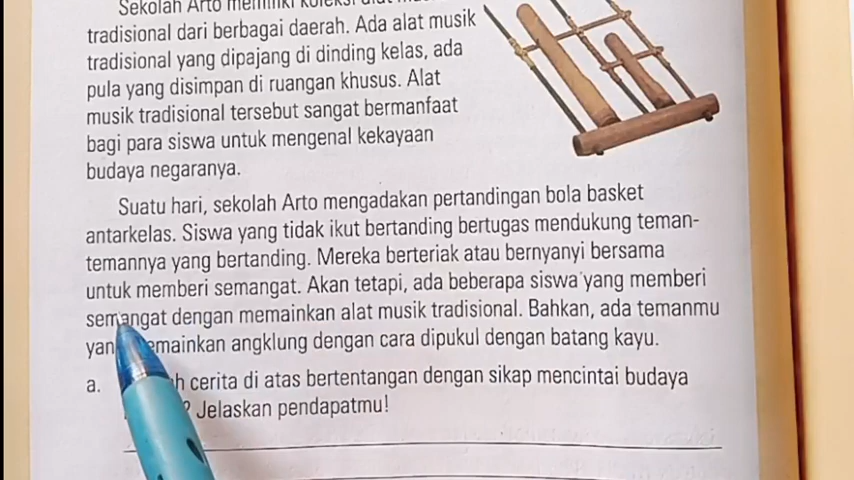 Sekolah Arto memiliki koleksi alat
tradisional dari berbagai daerah. Ada alat musik
tradisional yang dipajang di dinding kelas, ada
pula yang disimpan di ruangan khusus. Alat
musik tradisional tersebut sangat bermanfaat
bagi para siswa untuk mengenal kekayaan
budaya negaranya.
Suatu hari, sekolah Arto mengadakan pertandingan bola basket
antarkelas. Siswa yang tidak ikut bertanding bertugas mendukung teman-
temannya yang bertanding. Mereka berteriak atau bernyanyi bersama
untuk memberi semangat. Akan tetapi, ada beberapa siswa yang memberi
semangat dengan memainkan alat musik tradisional. Bahkan, ada temanmu
memainkan angklung dengan cara dipukul dengan batang kayu.
a. cerita di atas bertentangan dengan sikap mencintai budaya
? Jelaskan pendapatmu!